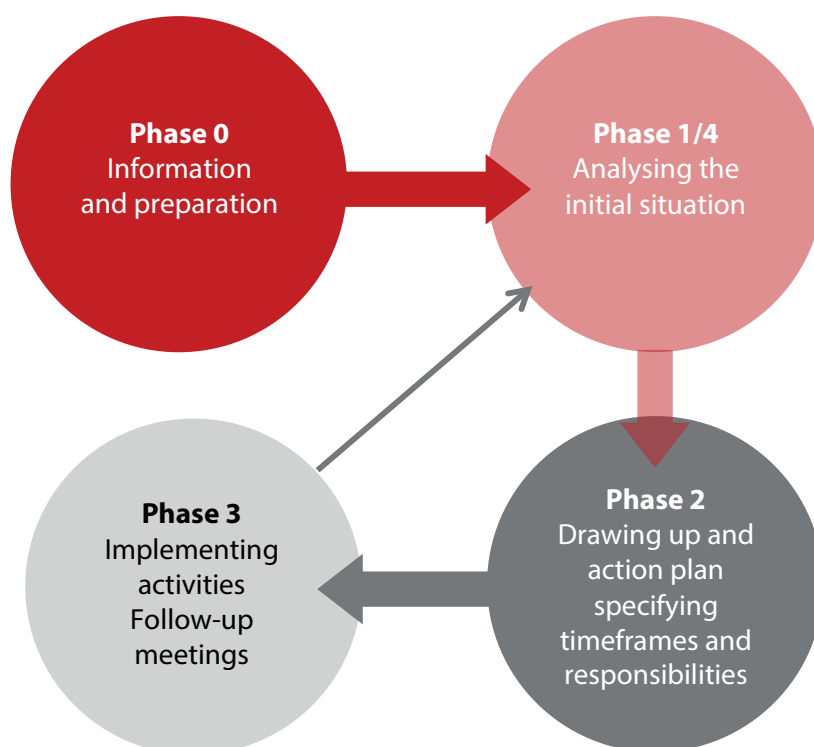 Phase 0
Information
and preparation
Phase 1/4
Analysing the
initial situation
Phase 2
Drawing up and
action plan
specifying
timeframes and
responsibilities
Phase 3
Implementing
activities
Follow-up
meetings